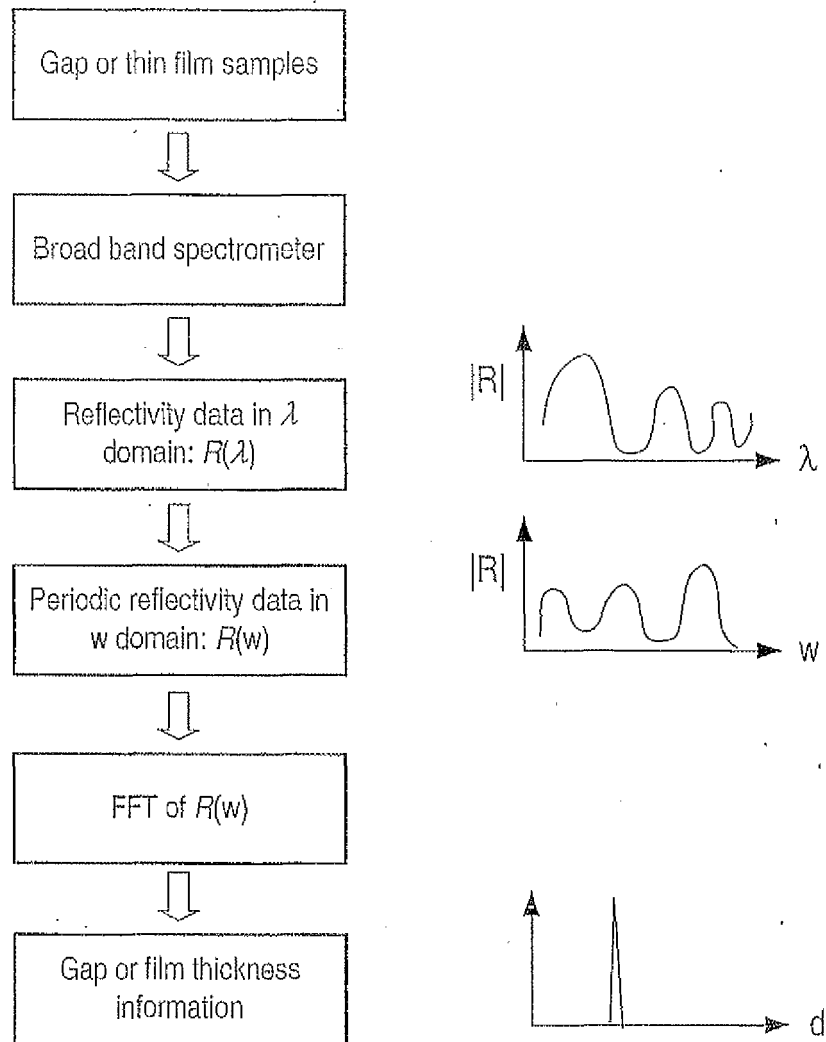 Gap or thin film samples
Broad band spectrometer
Reflectivity data in λ
domain: R(λ)
|R|
λ
Periodic reflectivity data in
w domain: R(w)
|R|
w
FFT of R(w)
Gap or film thickness
information
d